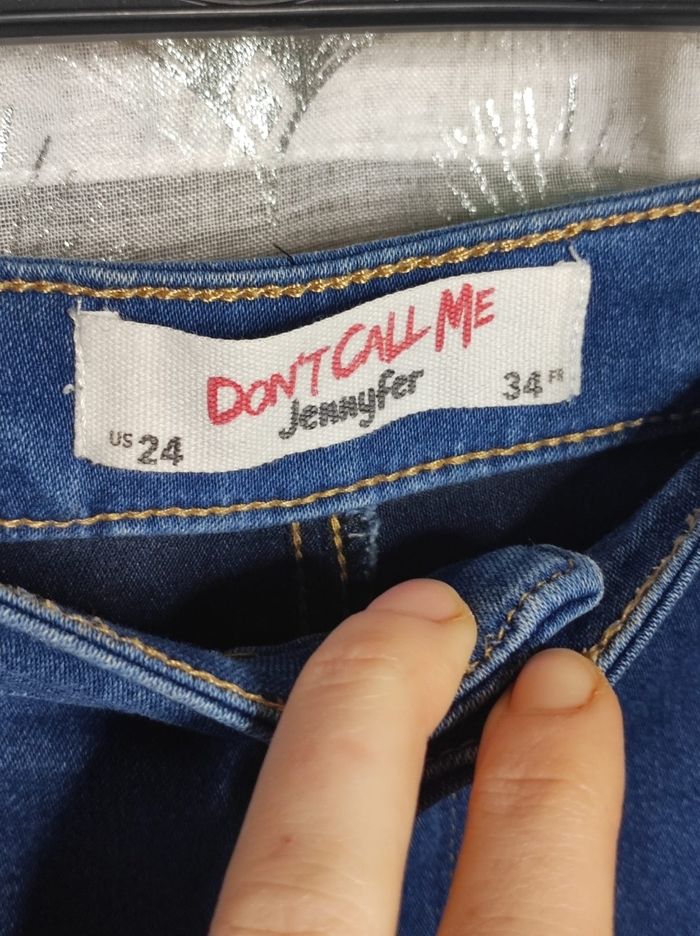 DON'T CALL ME
Jennyfer
US 24
34 FR